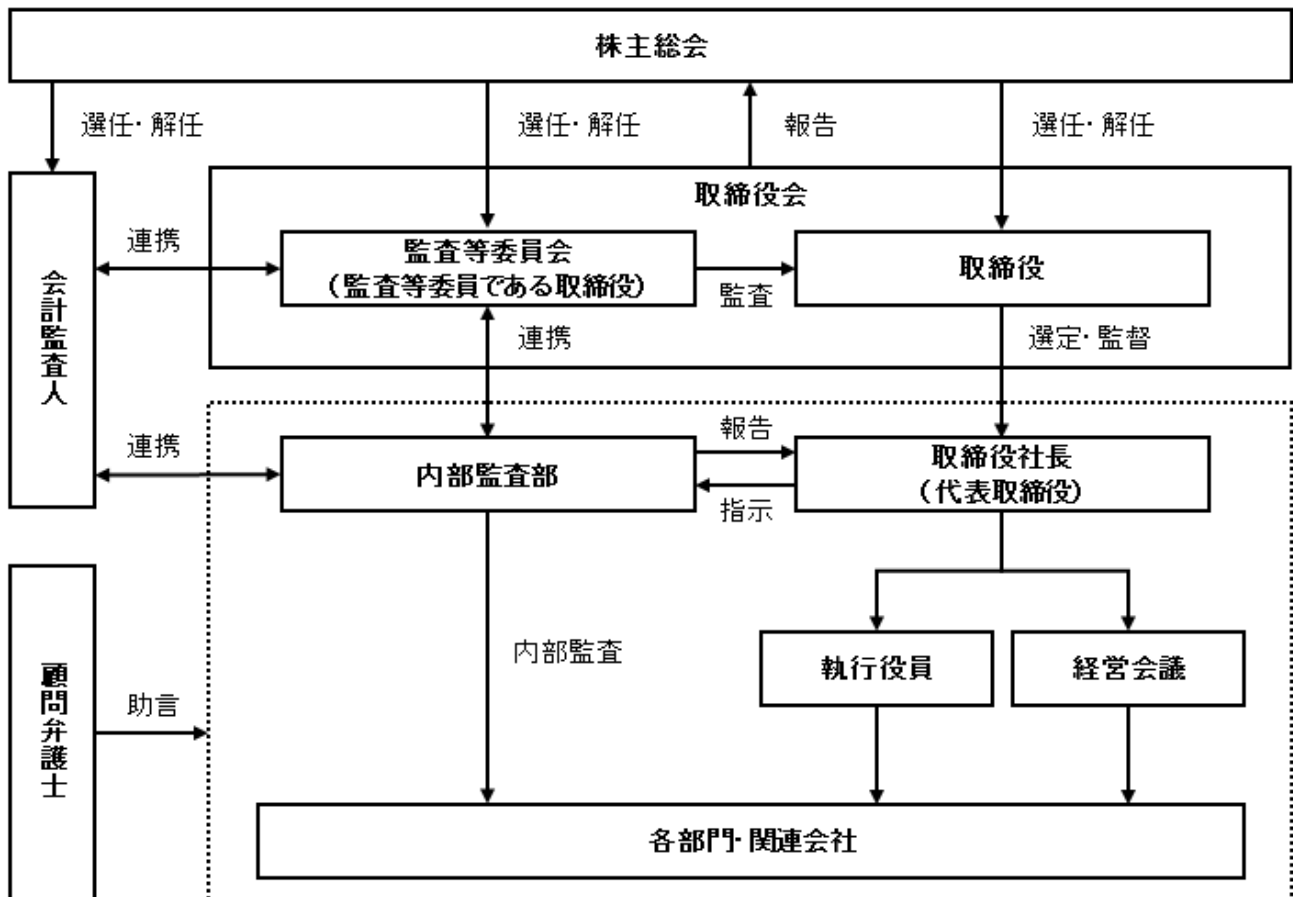 株主総会
選任・解任
選任・解任
報告
選任・解任
取締役会
連携
監査等委員会
（監査等委員である取締役）
監査
取締役
会計監査人
連携
選定・監督
連携
内部監査部
報告
指示
取締役社長
（代表取締役）
顧問弁護士
助言
内部監査
執行役員
経営会議
各部門・関連会社